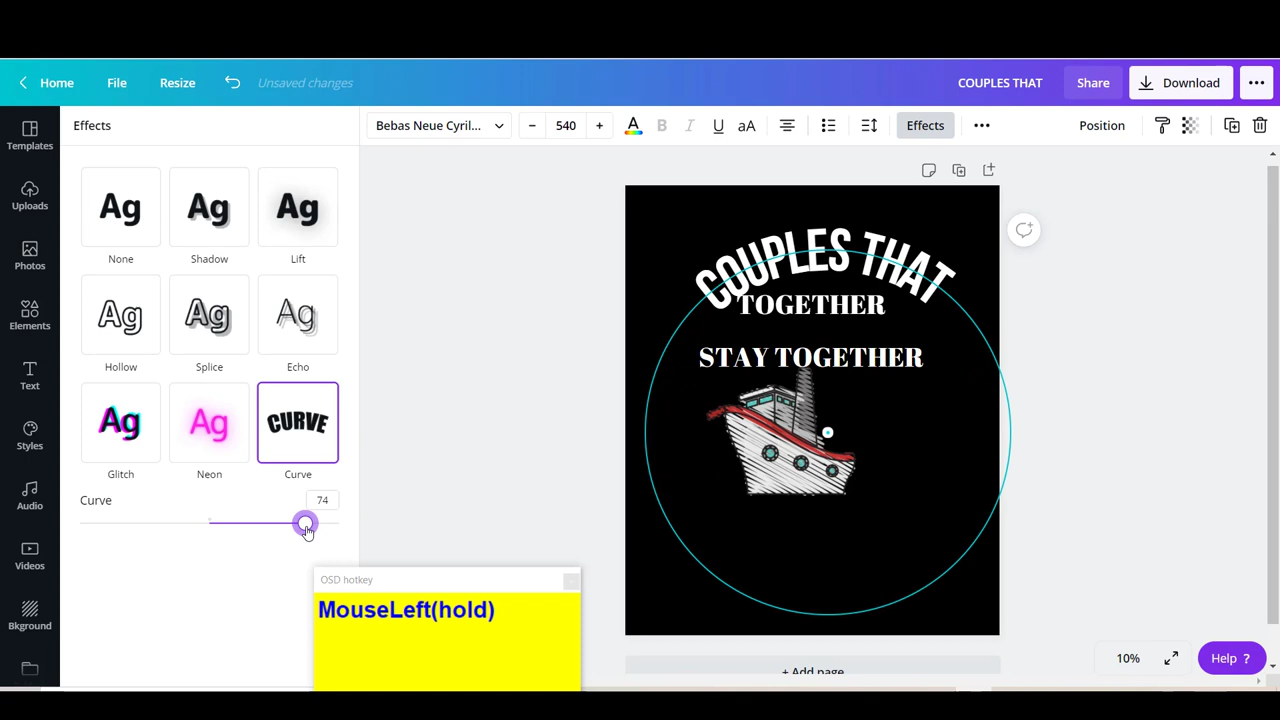 Home File Resize Unsaved changes COUPLES THAT Share Download
Templates
Uploads
Photos
Elements
Text
Styles
Audio
Videos
Bkground
Effects
Ag Ag Ag
None Shadow Lift
Ag Ag Ag
Hollow Splice Echo
Ag Ag CURVE
Glitch Neon Curve
Curve 74
Bebas Neue Cyril... 540 A B I U aA Effects Position
COUPLES THAT
TOGETHER
STAY TOGETHER
+ Add page
OSD hotkey
MouseLeft(hold)
10% Help ?